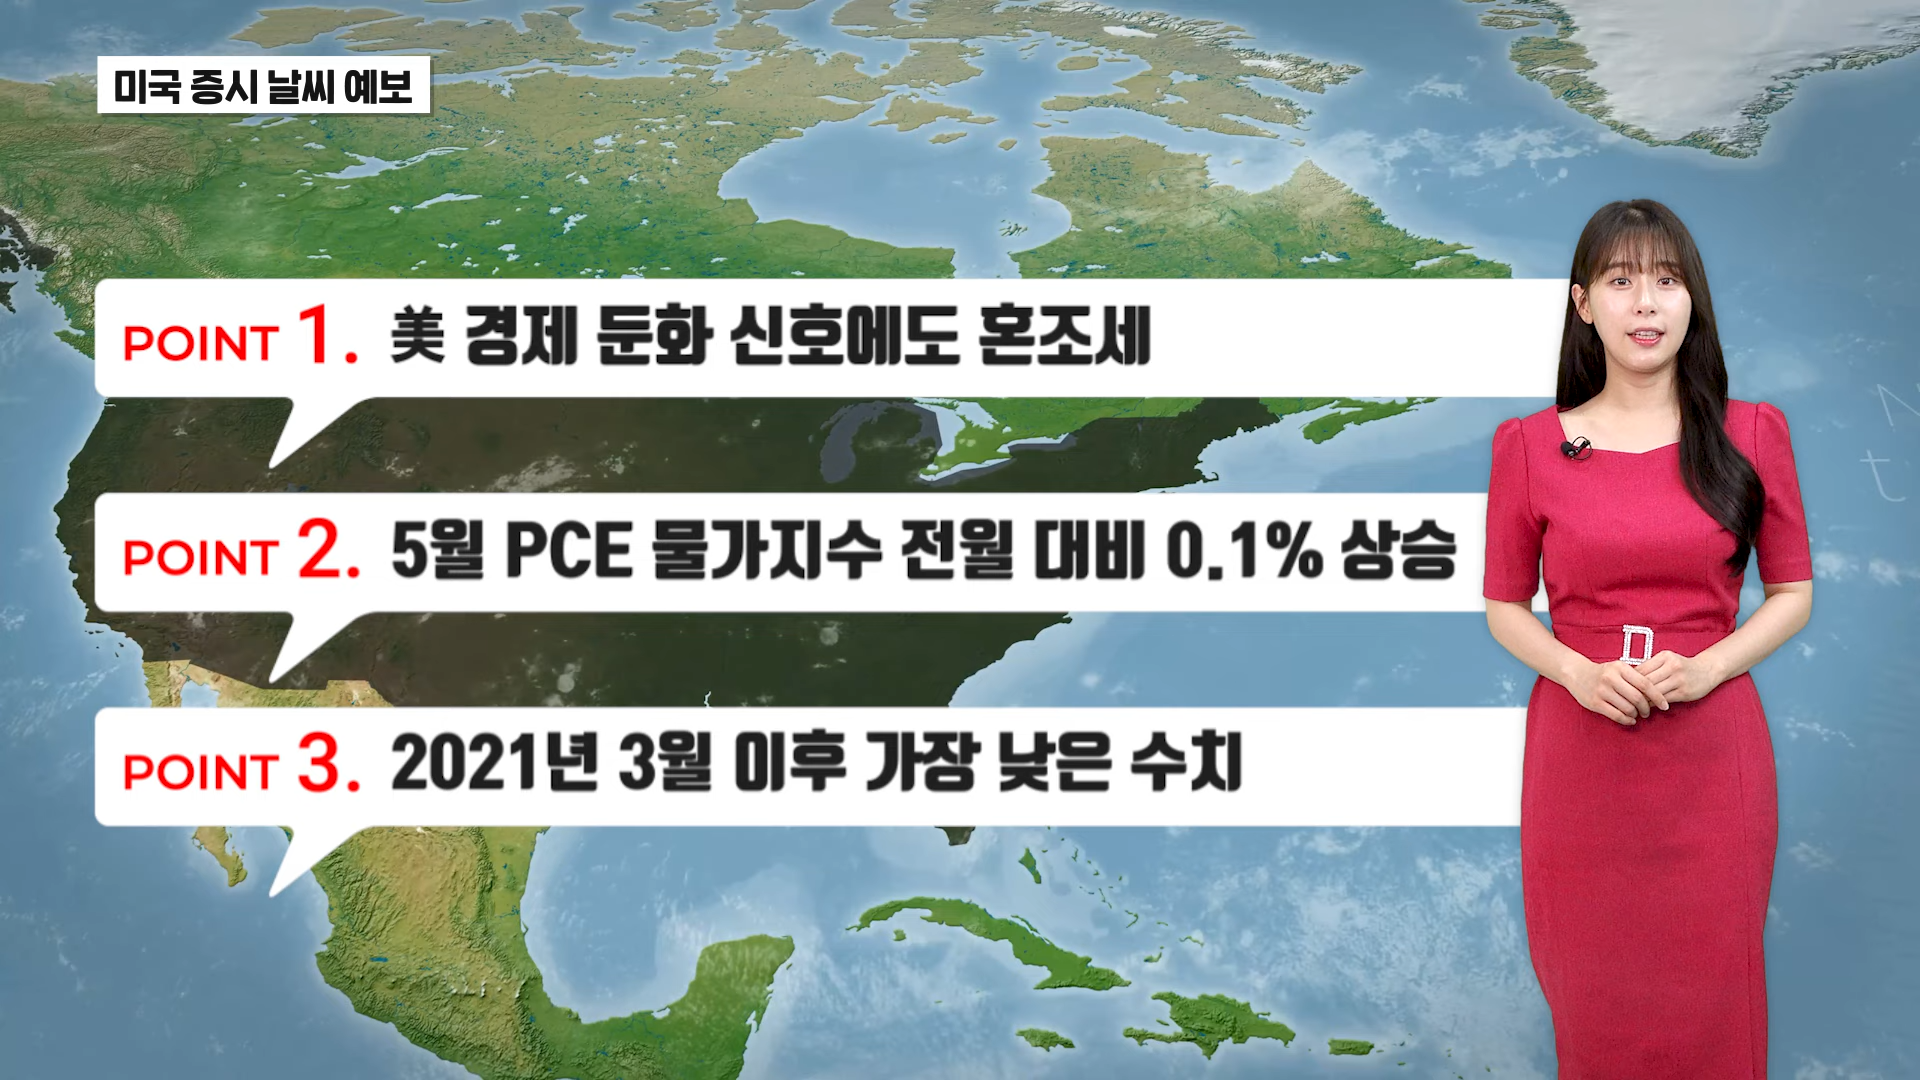 미국 증시 날씨 예보
POINT 1. 美 경제 둔화 신호에도 혼조세
POINT 2. 5월 PCE 물가지수 전월 대비 0.1% 상승
POINT 3. 2021년 3월 이후 가장 낮은 수치